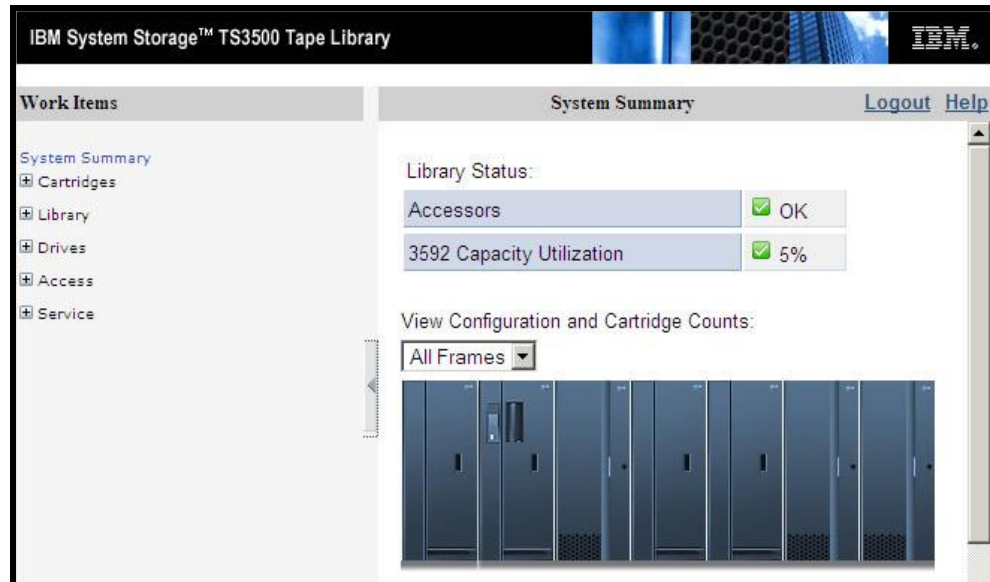 IBM System Storage™ TS3500 Tape Library
IBM.
Work Items
System Summary
Logout Help
System Summary
Cartridges
Library
Drives
Access
Service
Library Status:
Accessors OK
3592 Capacity Utilization 5%
View Configuration and Cartridge Counts:
All Frames